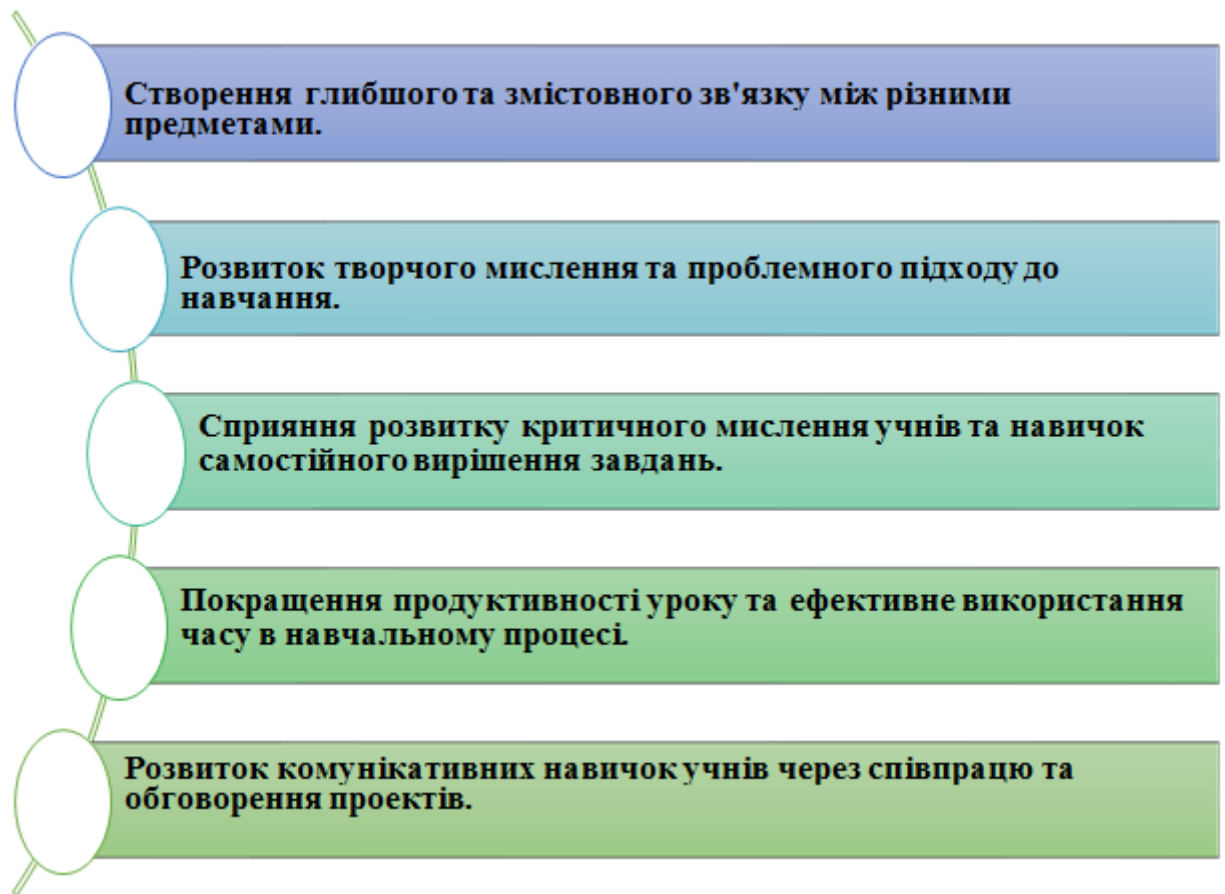 Створення глибшого та змістовного зв'язку між різними
предметами.
Розвиток творчого мислення та проблемного підходу до
навчання.
Сприяння розвитку критичного мислення учнів та навичок
самостійного вирішення завдань.
Покращення продуктивності уроку та ефективне використання
часу в навчальному процесі.
Розвиток комунікативних навичок учнів через співпрацю та
обговорення проектів.